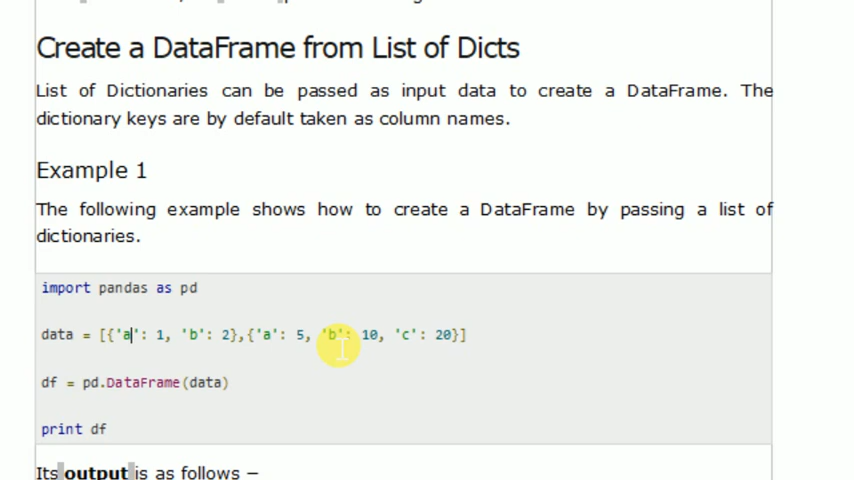 Create a DataFrame from List of Dicts
List of Dictionaries can be passed as input data to create a DataFrame. The
dictionary keys are by default taken as column names.
Example 1
The following example shows how to create a DataFrame by passing a list of
dictionaries.
import pandas as pd
data = [{'a': 1, 'b': 2},{'a': 5, 'b': 10, 'c': 20}]
df = pd.DataFrame(data)
print df
Its output is as follows −